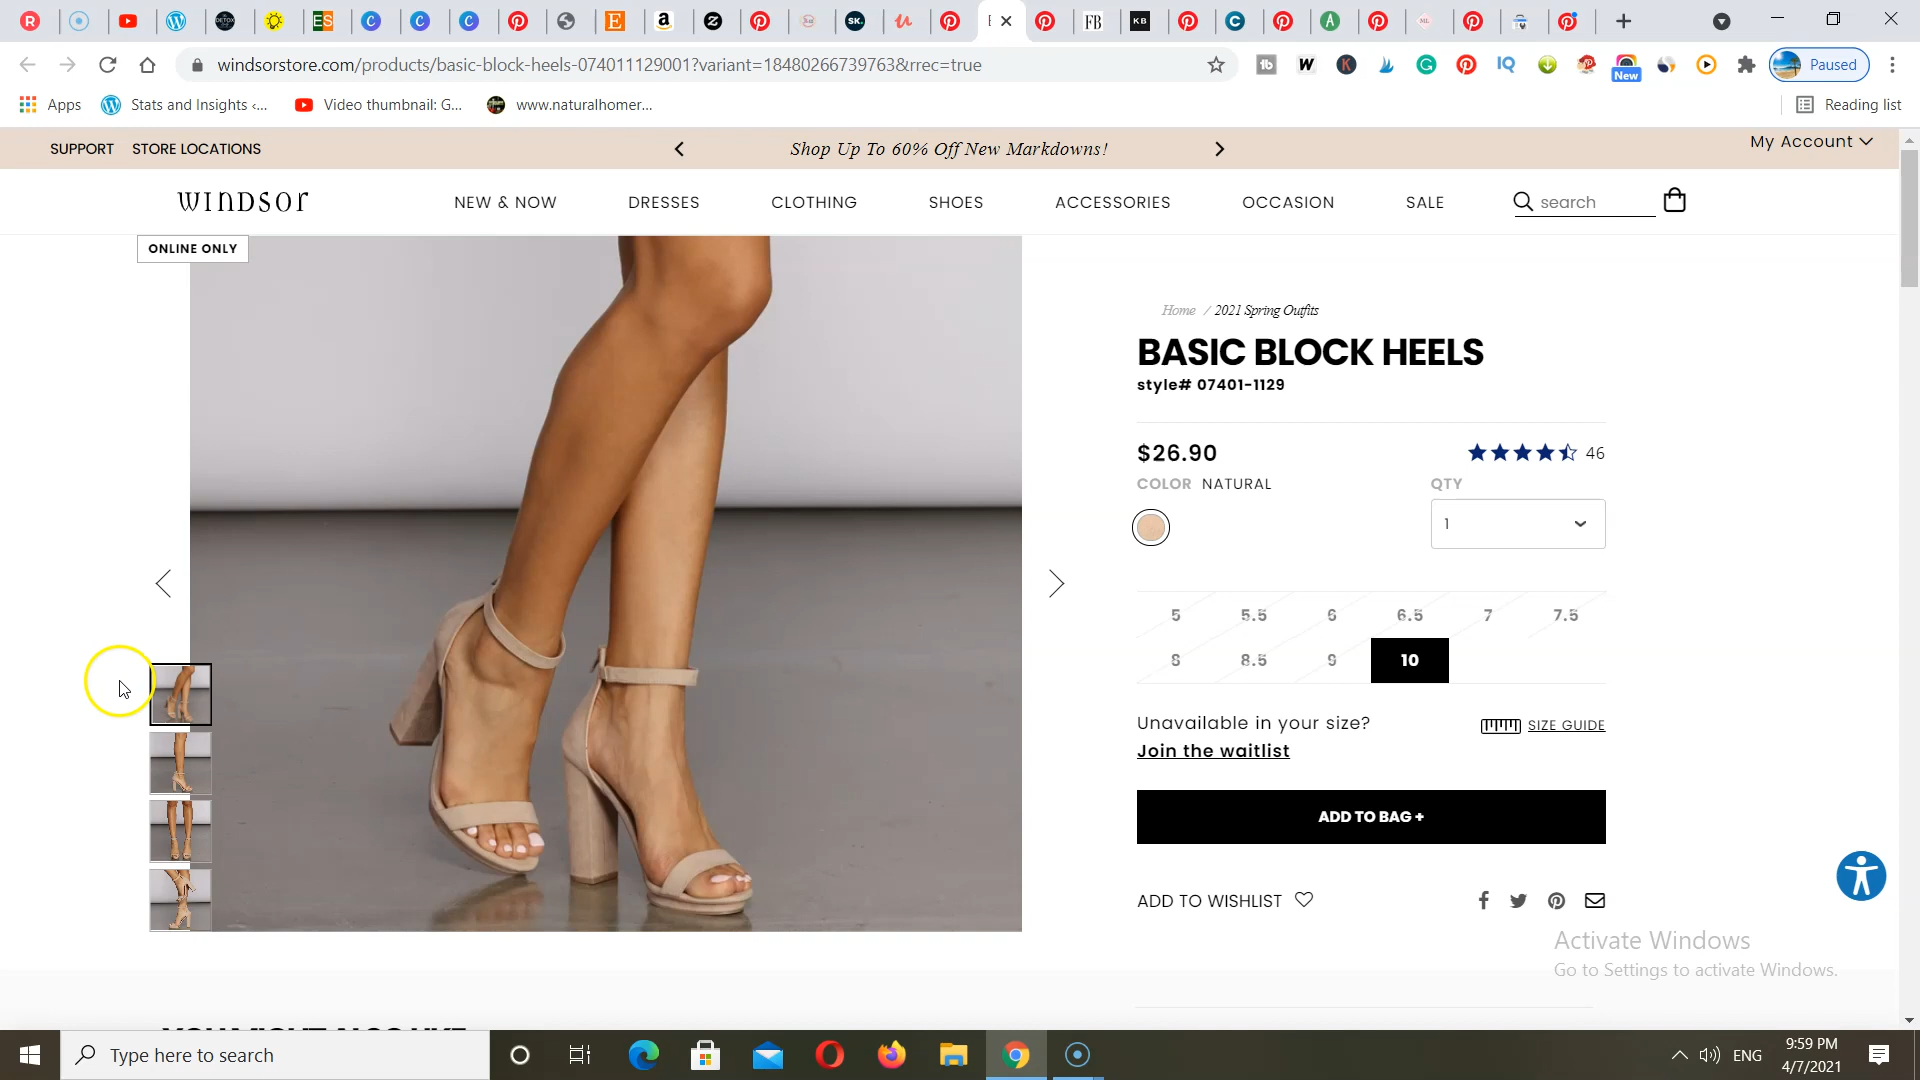 windsorstore.com/products/basic-block-heels-074011129001?variant=18480266739763&rrec=true
New
Paused
Apps
Stats and Insights ‹...
Video thumbnail: G...
www.naturalhomer...
Reading list
SUPPORT
STORE LOCATIONS
Shop Up To 60% Off New Markdowns!
My Account
WINDSOR
NEW & NOW
DRESSES
CLOTHING
SHOES
ACCESSORIES
OCCASION
SALE
search
ONLINE ONLY
Home / 2021 Spring Outfits
BASIC BLOCK HEELS
style# 07401-1129
$26.90
46
COLOR NATURAL
QTY
1
5 5.5 6 6.5 7 7.5
8 8.5 9 10
Unavailable in your size?
SIZE GUIDE
Join the waitlist
ADD TO BAG +
ADD TO WISHLIST
Activate Windows
Go to Settings to activate Windows.
YOU MIGHT ALSO LIKE
Type here to search
ENG
9:59 PM
4/7/2021